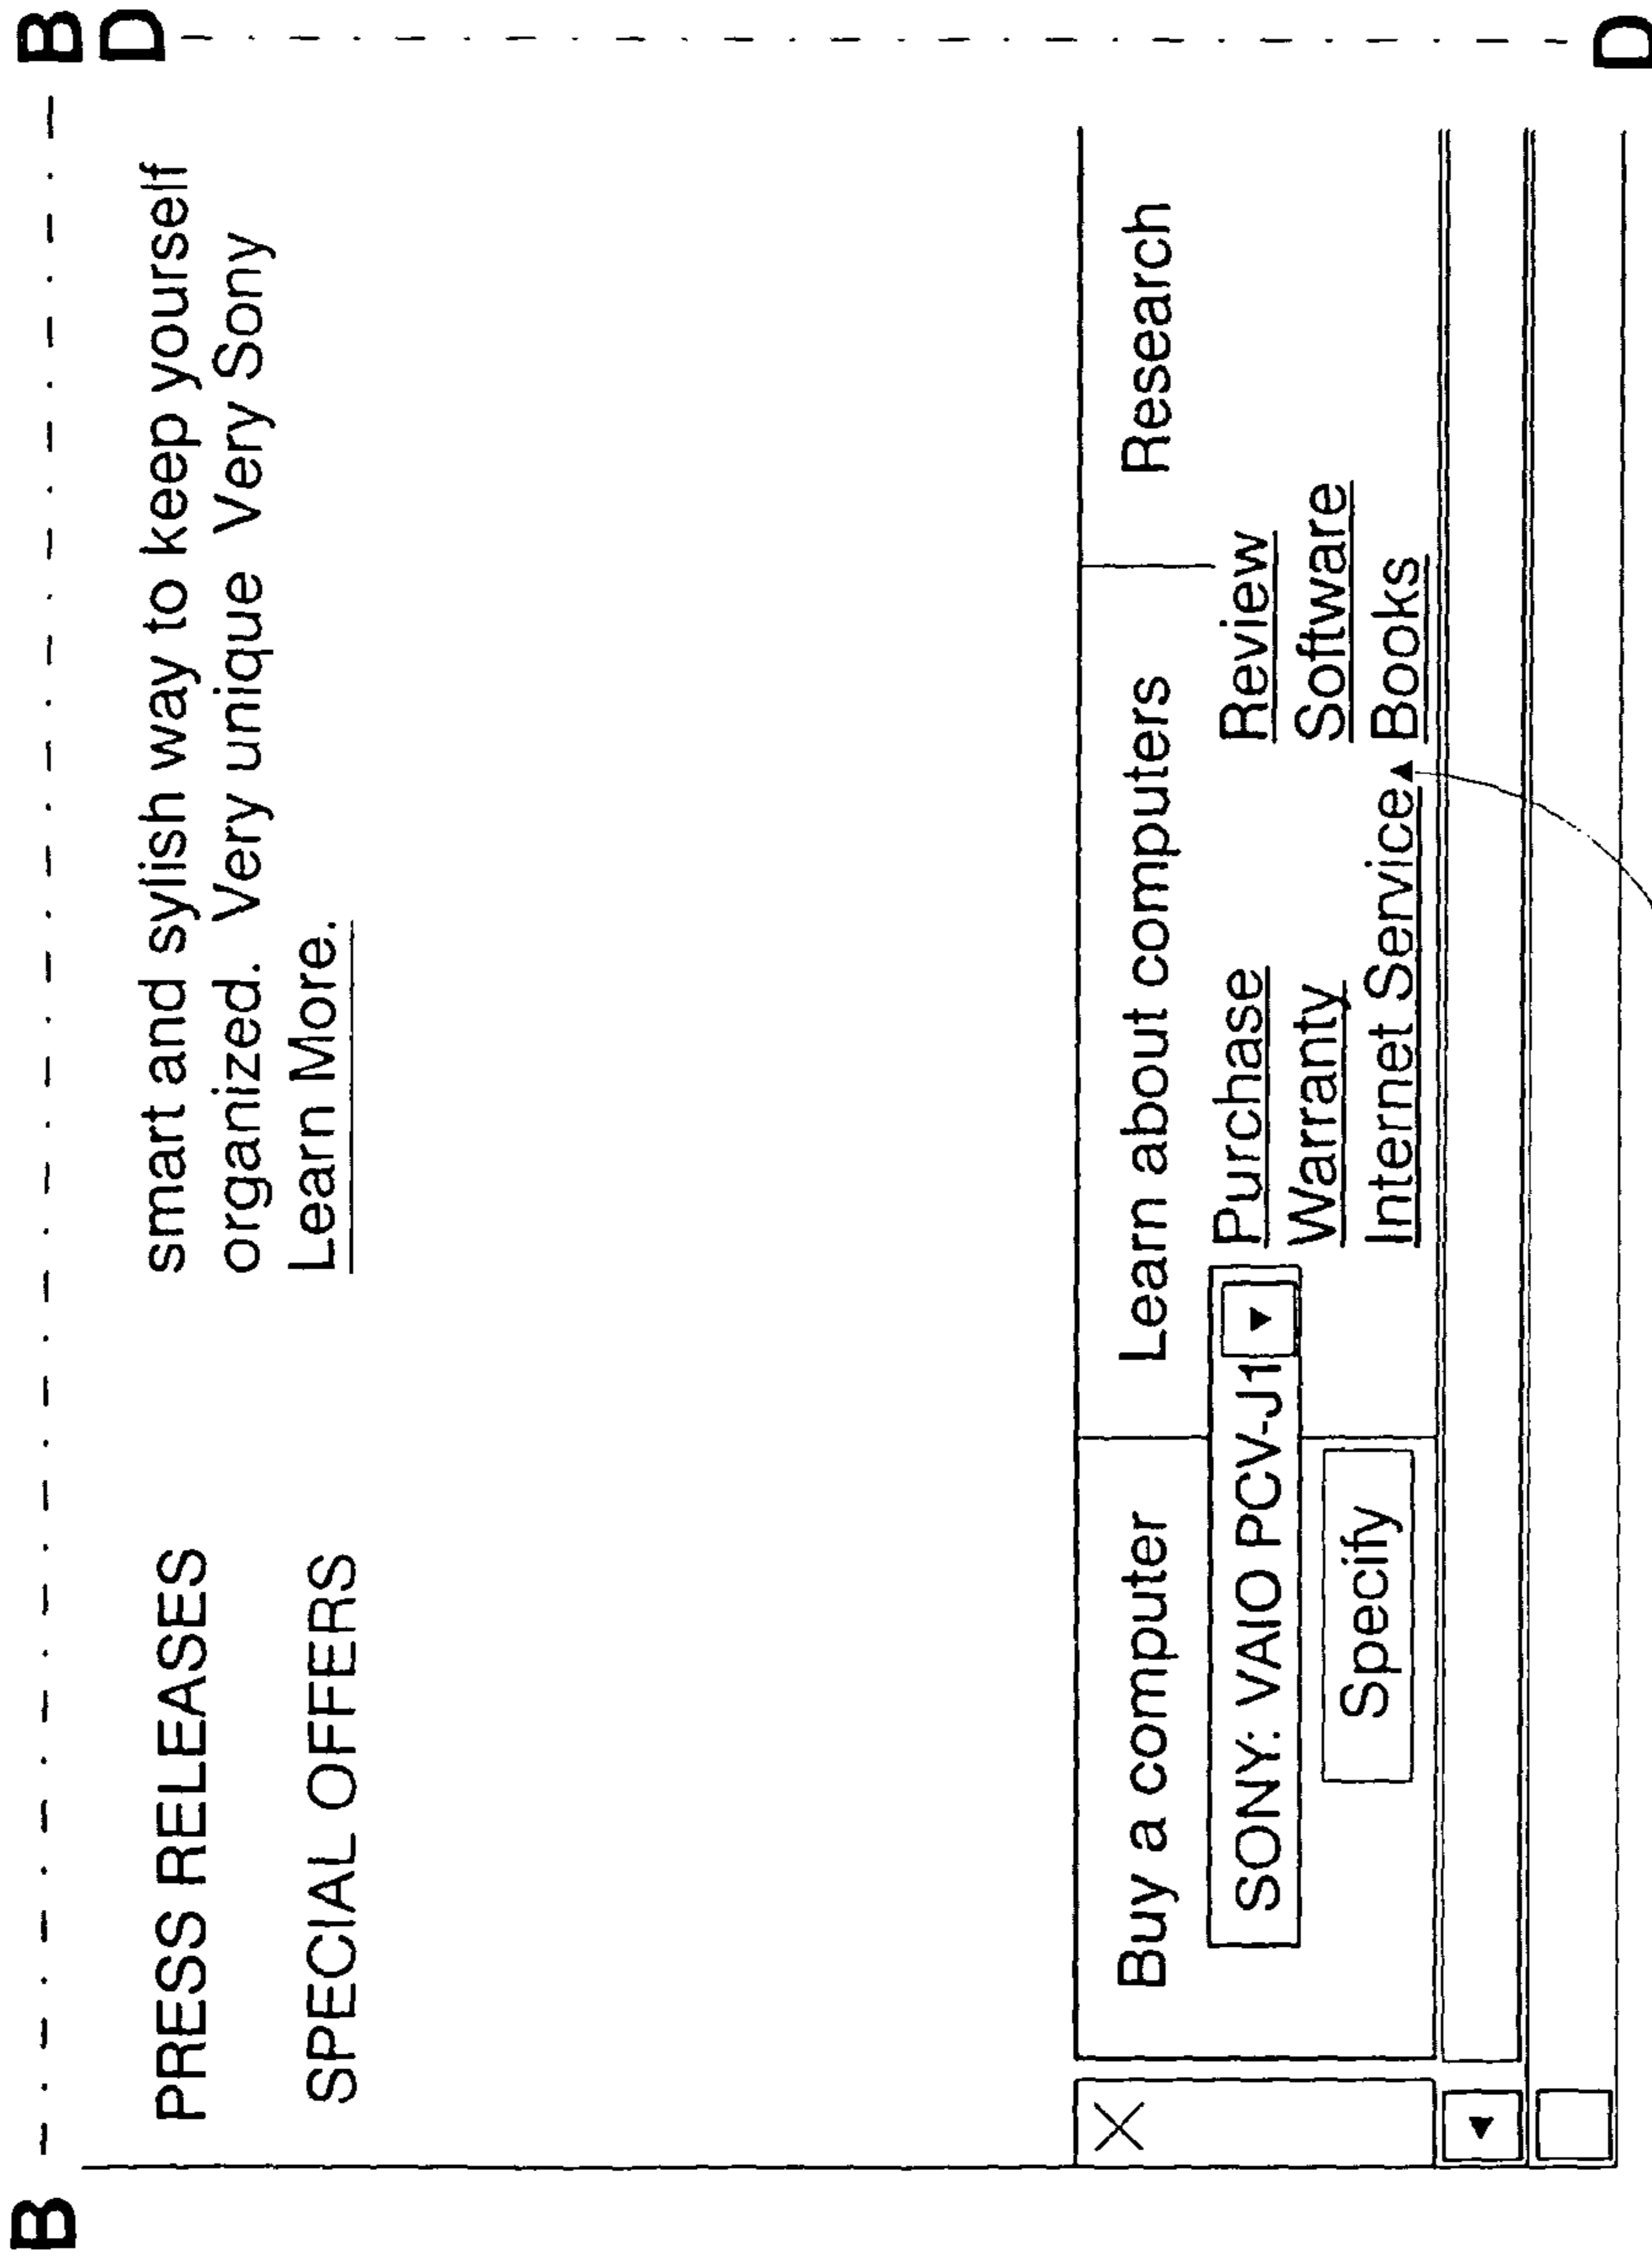 B B
D
PRESS RELEASES
SPECIAL OFFERS
smart and sylish way to keep yourself
organized. Very unique Very Sony
Learn More.
X
Buy a computer
SONY: VAIO PCV-J1
Specify
Learn about computers
Purchase
Warranty
Internet Service
Review
Software
Books
Research
D